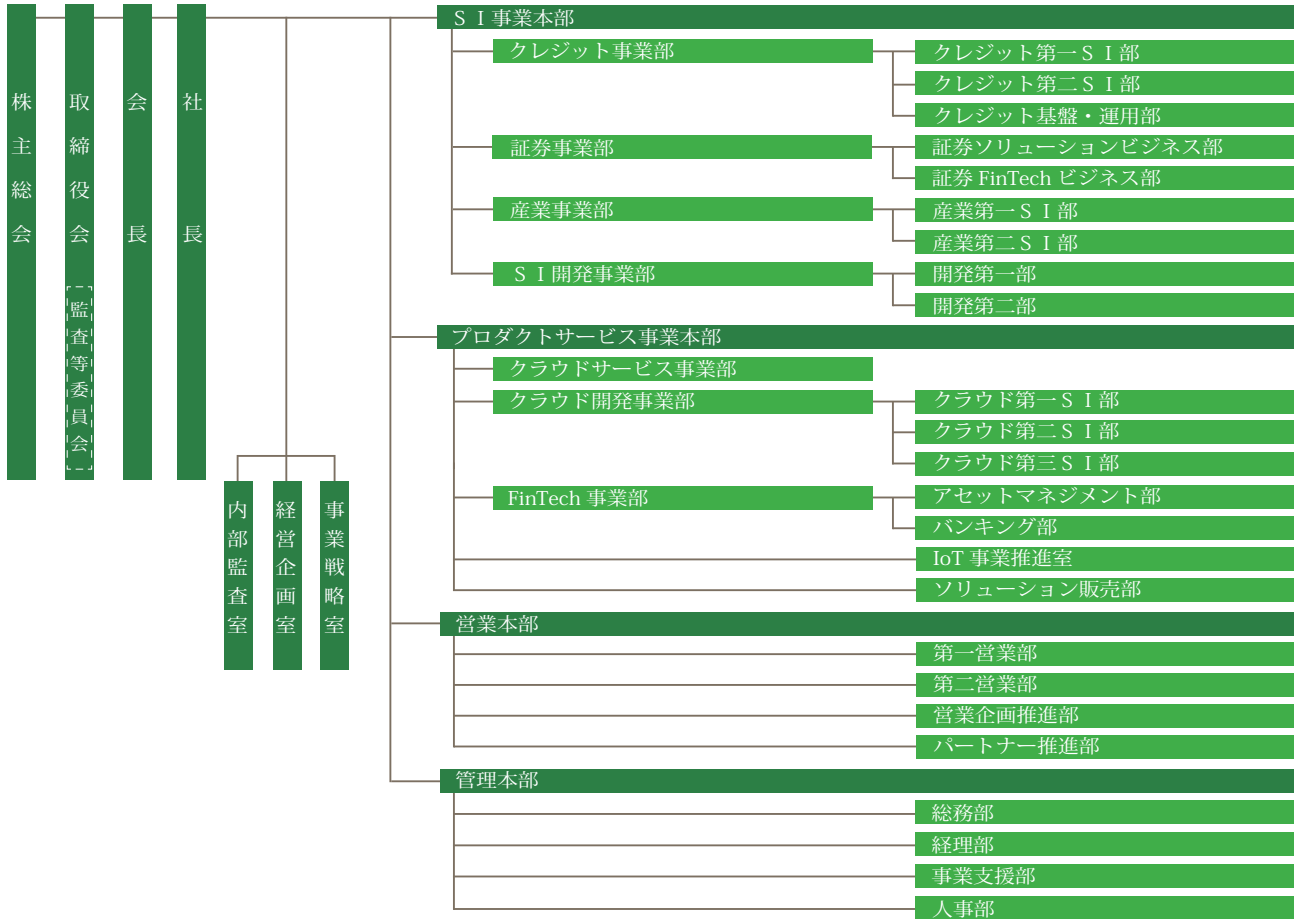 株主総会
取締役会
監査等委員会
会長
社長
内部監査室
経営企画室
事業戦略室
ＳＩ事業本部
クレジット事業部
クレジット第一ＳＩ部
クレジット第二ＳＩ部
クレジット基盤・運用部
証券事業部
証券ソリューションビジネス部
証券 FinTech ビジネス部
産業事業部
産業第一ＳＩ部
産業第二ＳＩ部
ＳＩ開発事業部
開発第一部
開発第二部
プロダクトサービス事業本部
クラウドサービス事業部
クラウド開発事業部
クラウド第一ＳＩ部
クラウド第二ＳＩ部
クラウド第三ＳＩ部
FinTech 事業部
アセットマネジメント部
バンキング部
IoT 事業推進室
ソリューション販売部
営業本部
第一営業部
第二営業部
営業企画推進部
パートナー推進部
管理本部
総務部
経理部
事業支援部
人事部